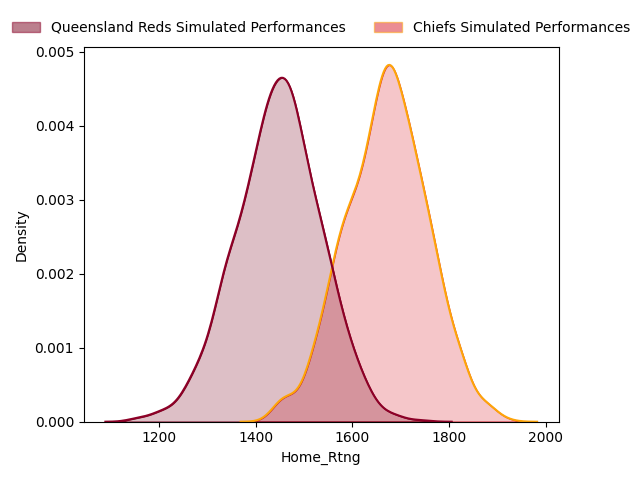 Queensland Reds Simulated Performances
Chiefs Simulated Performances
0.005
0.004
0.003
0.002
0.001
0.000
Density
1200
1400
1600
1800
2000
Home_Rtng